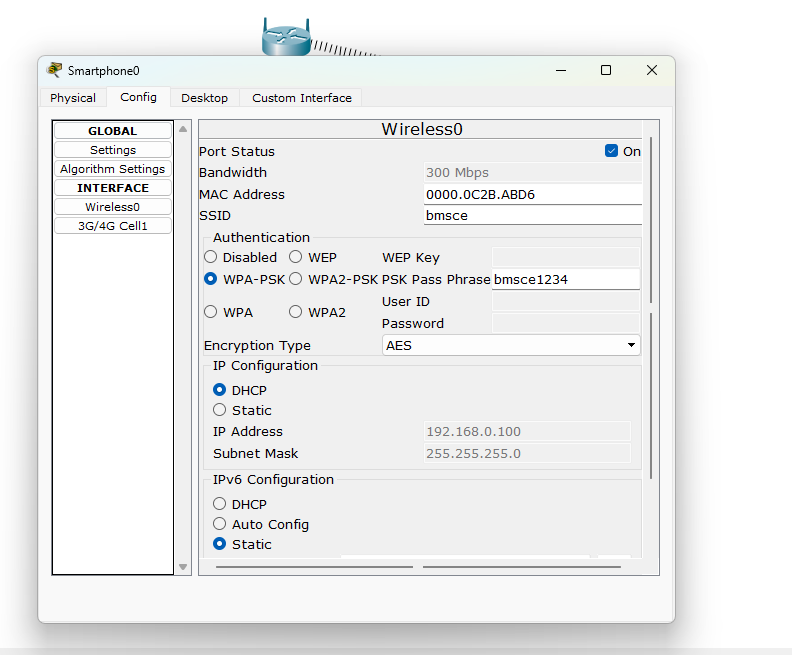 Smartphone0
Physical Config Desktop Custom Interface
GLOBAL
Settings
Algorithm Settings
INTERFACE
Wireless0
3G/4G Cell1
Wireless0
Port Status On
Bandwidth 300 Mbps
MAC Address 0000.0C2B.ABD6
SSID bmsce
Authentication
Disabled WEP WEP Key
WPA-PSK WPA2-PSK PSK Pass Phrase bmsce1234
User ID
WPA WPA2
Password
Encryption Type AES
IP Configuration
DHCP
Static
IP Address 192.168.0.100
Subnet Mask 255.255.255.0
IPv6 Configuration
DHCP
Auto Config
Static